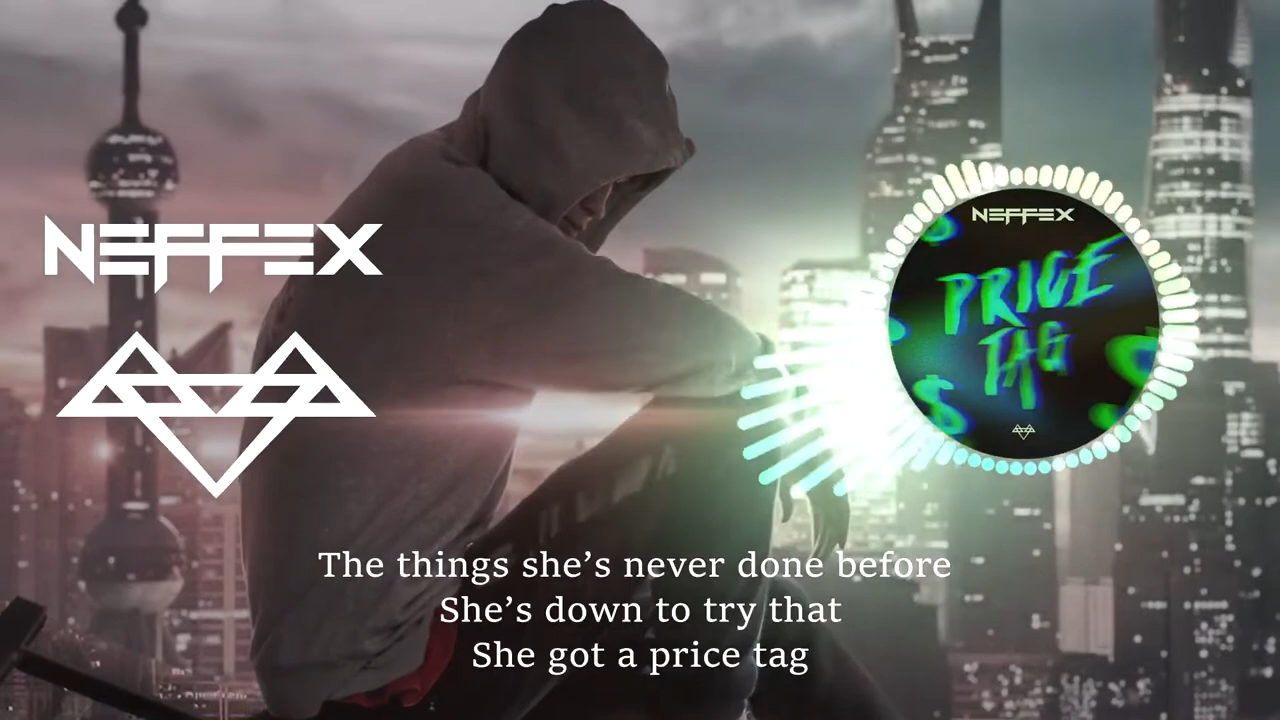 NEFFEX
NEFFEX
PRICE
TAG
The things she’s never done before
She’s down to try that
She got a price tag